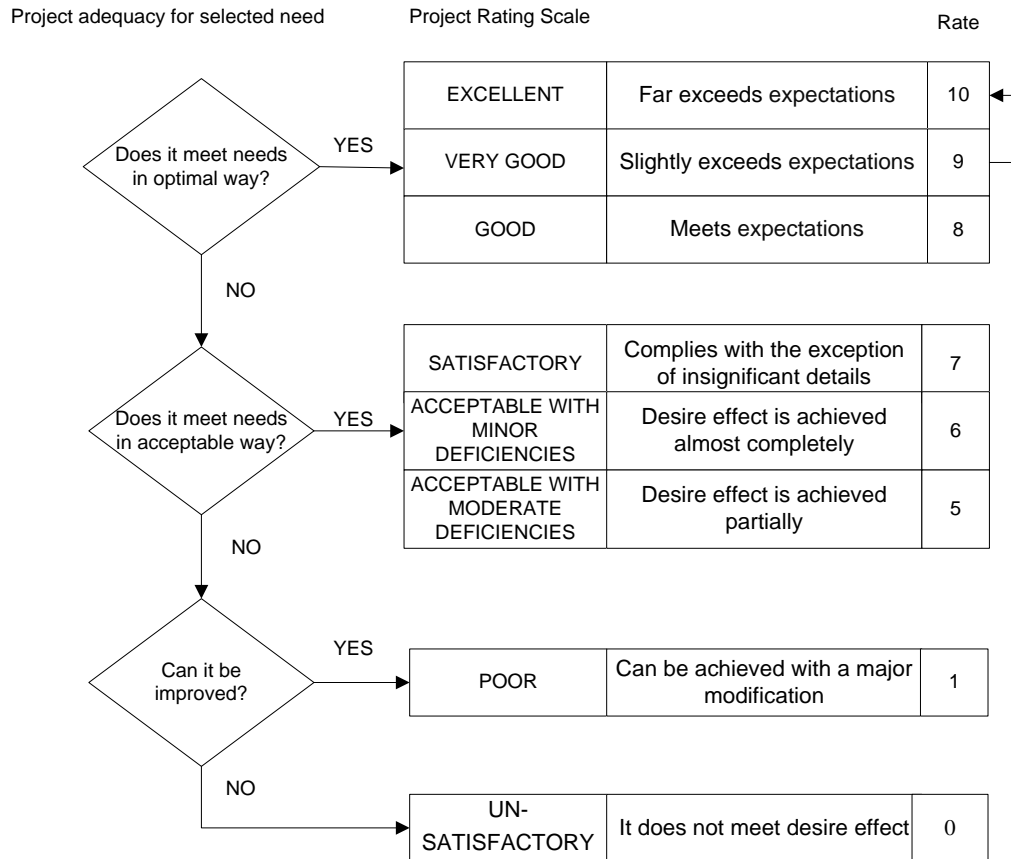 Project adequacy for selected need
Project Rating Scale
Rate
Does it meet needs
in optimal way?
YES
NO
EXCELLENT
Far exceeds expectations
10
VERY GOOD
Slightly exceeds expectations
9
GOOD
Meets expectations
8
Does it meet needs
in acceptable way?
YES
NO
SATISFACTORY
Complies with the exception
of insignificant details
7
ACCEPTABLE WITH
MINOR
DEFICIENCIES
Desire effect is achieved
almost completely
6
ACCEPTABLE WITH
MODERATE
DEFICIENCIES
Desire effect is achieved
partially
5
Can it be
improved?
YES
NO
POOR
Can be achieved with a major
modification
1
UN-
SATISFACTORY
It does not meet desire effect
0